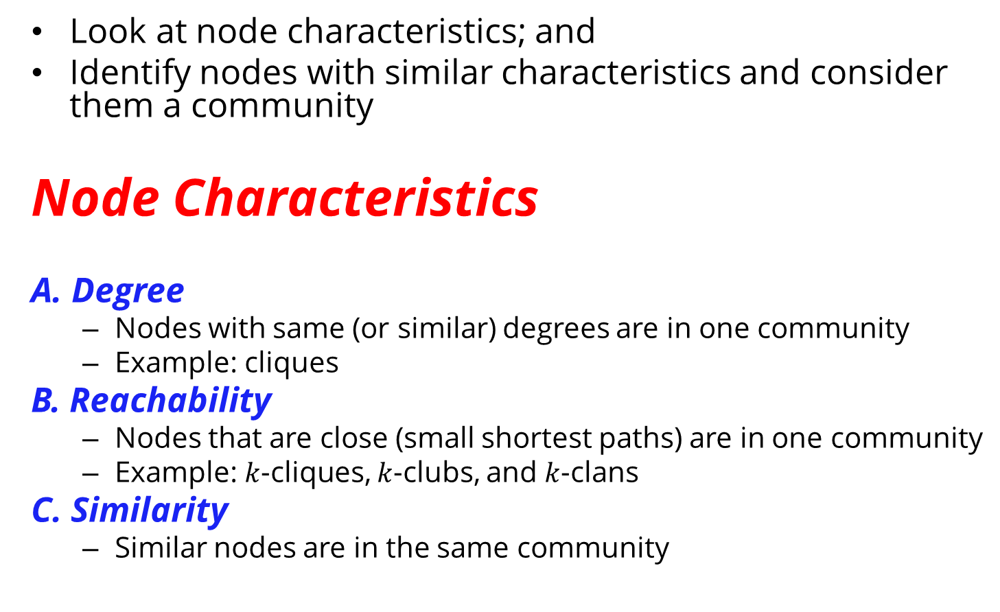 • Look at node characteristics; and
• Identify nodes with similar characteristics and consider
them a community
Node Characteristics
A. Degree
– Nodes with same (or similar) degrees are in one community
– Example: cliques
B. Reachability
– Nodes that are close (small shortest paths) are in one community
– Example: k-cliques, k-clubs, and k-clans
C. Similarity
– Similar nodes are in the same community